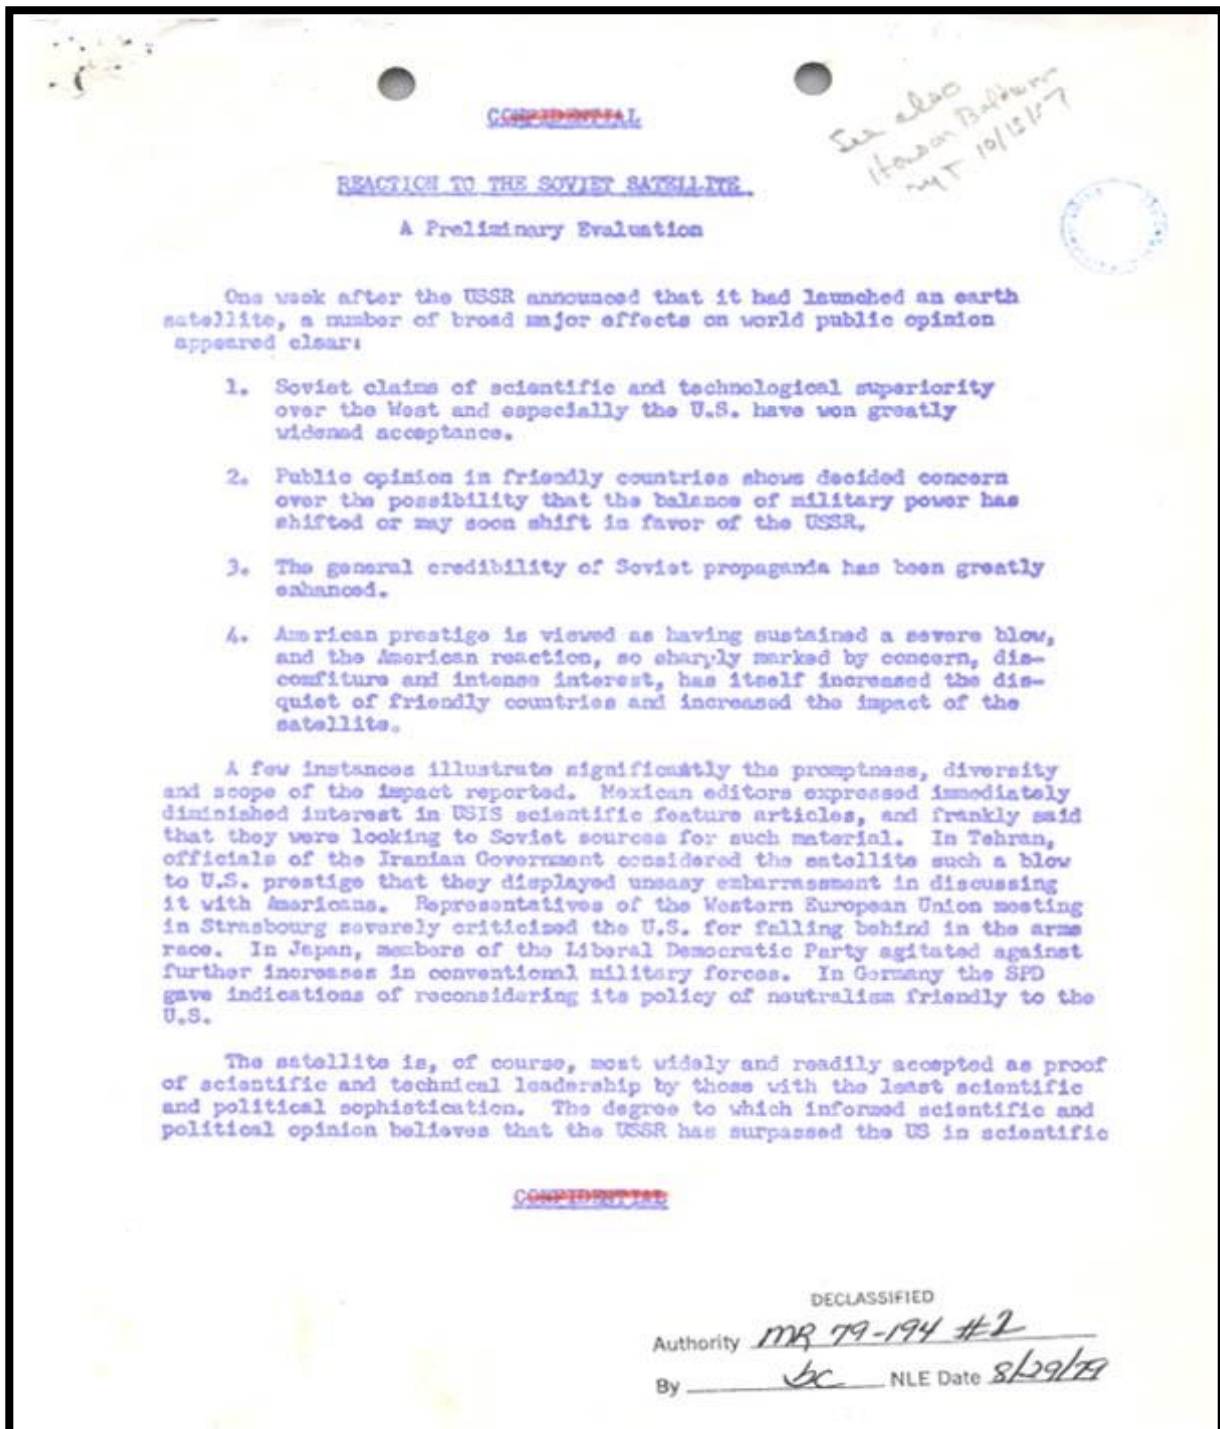 CONFIDENTIAL
See also
Hanson Baldwin
NYT 10/18/57
REACTION TO THE SOVIET SATELLITE
A Preliminary Evaluation
One week after the USSR announced that it had launched an earth
satellite, a number of broad major effects on world public opinion
appeared clear:
1. Soviet claims of scientific and technological superiority
over the West and especially the U.S. have won greatly
widened acceptance.
2. Public opinion in friendly countries shows decided concern
over the possibility that the balance of military power has
shifted or may soon shift in favor of the USSR.
3. The general credibility of Soviet propaganda has been greatly
enhanced.
4. American prestige is viewed as having sustained a severe blow,
and the American reaction, so sharply marked by concern, dis-
comfiture and intense interest, has itself increased the dis-
quiet of friendly countries and increased the impact of the
satellite.
A few instances illustrate significantly the promptness, diversity
and scope of the impact reported. Mexican editors expressed immediately
diminished interest in USIS scientific feature articles, and frankly said
that they were looking to Soviet sources for such material. In Tehran,
officials of the Iranian Government considered the satellite such a blow
to U.S. prestige that they displayed uneasy embarrassment in discussing
it with Americans. Representatives of the Western European Union meeting
in Strasbourg severely criticized the U.S. for falling behind in the arms
race. In Japan, members of the Liberal Democratic Party agitated against
further increases in conventional military forces. In Germany the SPD
gave indications of reconsidering its policy of neutralism friendly to the
U.S.
The satellite is, of course, most widely and readily accepted as proof
of scientific and technical leadership by those with the least scientific
and political sophistication. The degree to which informed scientific and
political opinion believes that the USSR has surpassed the US in scientific
CONFIDENTIAL
DECLASSIFIED
Authority MR 79-194 #2
By bc NLE Date 8/29/79